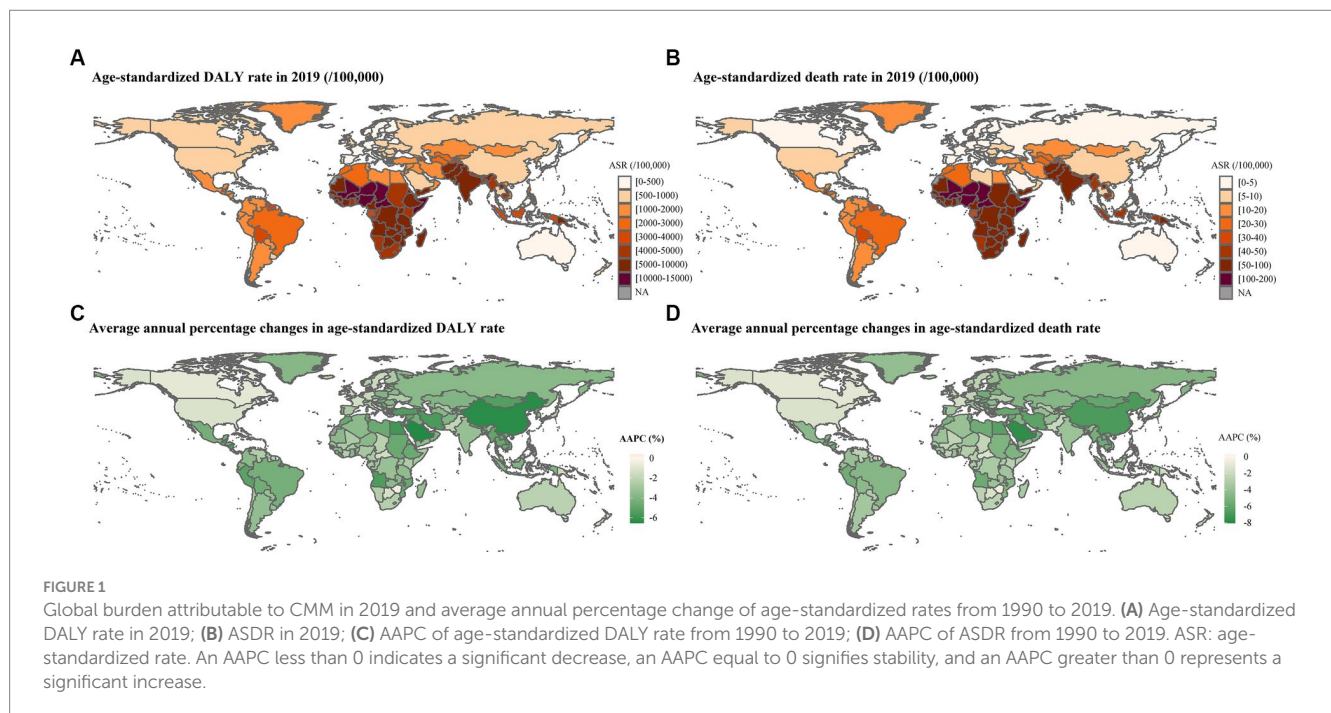 A
Age-standardized DALY rate in 2019 (/100,000)
ASR (/100,000)
[0-500)
[500-1000)
[1000-2000)
[2000-3000)
[3000-4000)
[4000-5000)
[5000-10000)
[10000-15000)
NA
B
Age-standardized death rate in 2019 (/100,000)
ASR (/100,000)
[0-5)
[5-10)
[10-20)
[20-30)
[30-40)
[40-50)
[50-100)
[100-200)
NA
C
Average annual percentage changes in age-standardized DALY rate
AAPC (%)
0
-2
-4
-6
D
Average annual percentage changes in age-standardized death rate
AAPC (%)
0
-2
-4
-6
-8
FIGURE 1
Global burden attributable to CMM in 2019 and average annual percentage change of age-standardized rates from 1990 to 2019. (A) Age-standardized
DALY rate in 2019; (B) ASDR in 2019; (C) AAPC of age-standardized DALY rate from 1990 to 2019; (D) AAPC of ASDR from 1990 to 2019. ASR: age-
standardized rate. An AAPC less than 0 indicates a significant decrease, an AAPC equal to 0 signifies stability, and an AAPC greater than 0 represents a
significant increase.